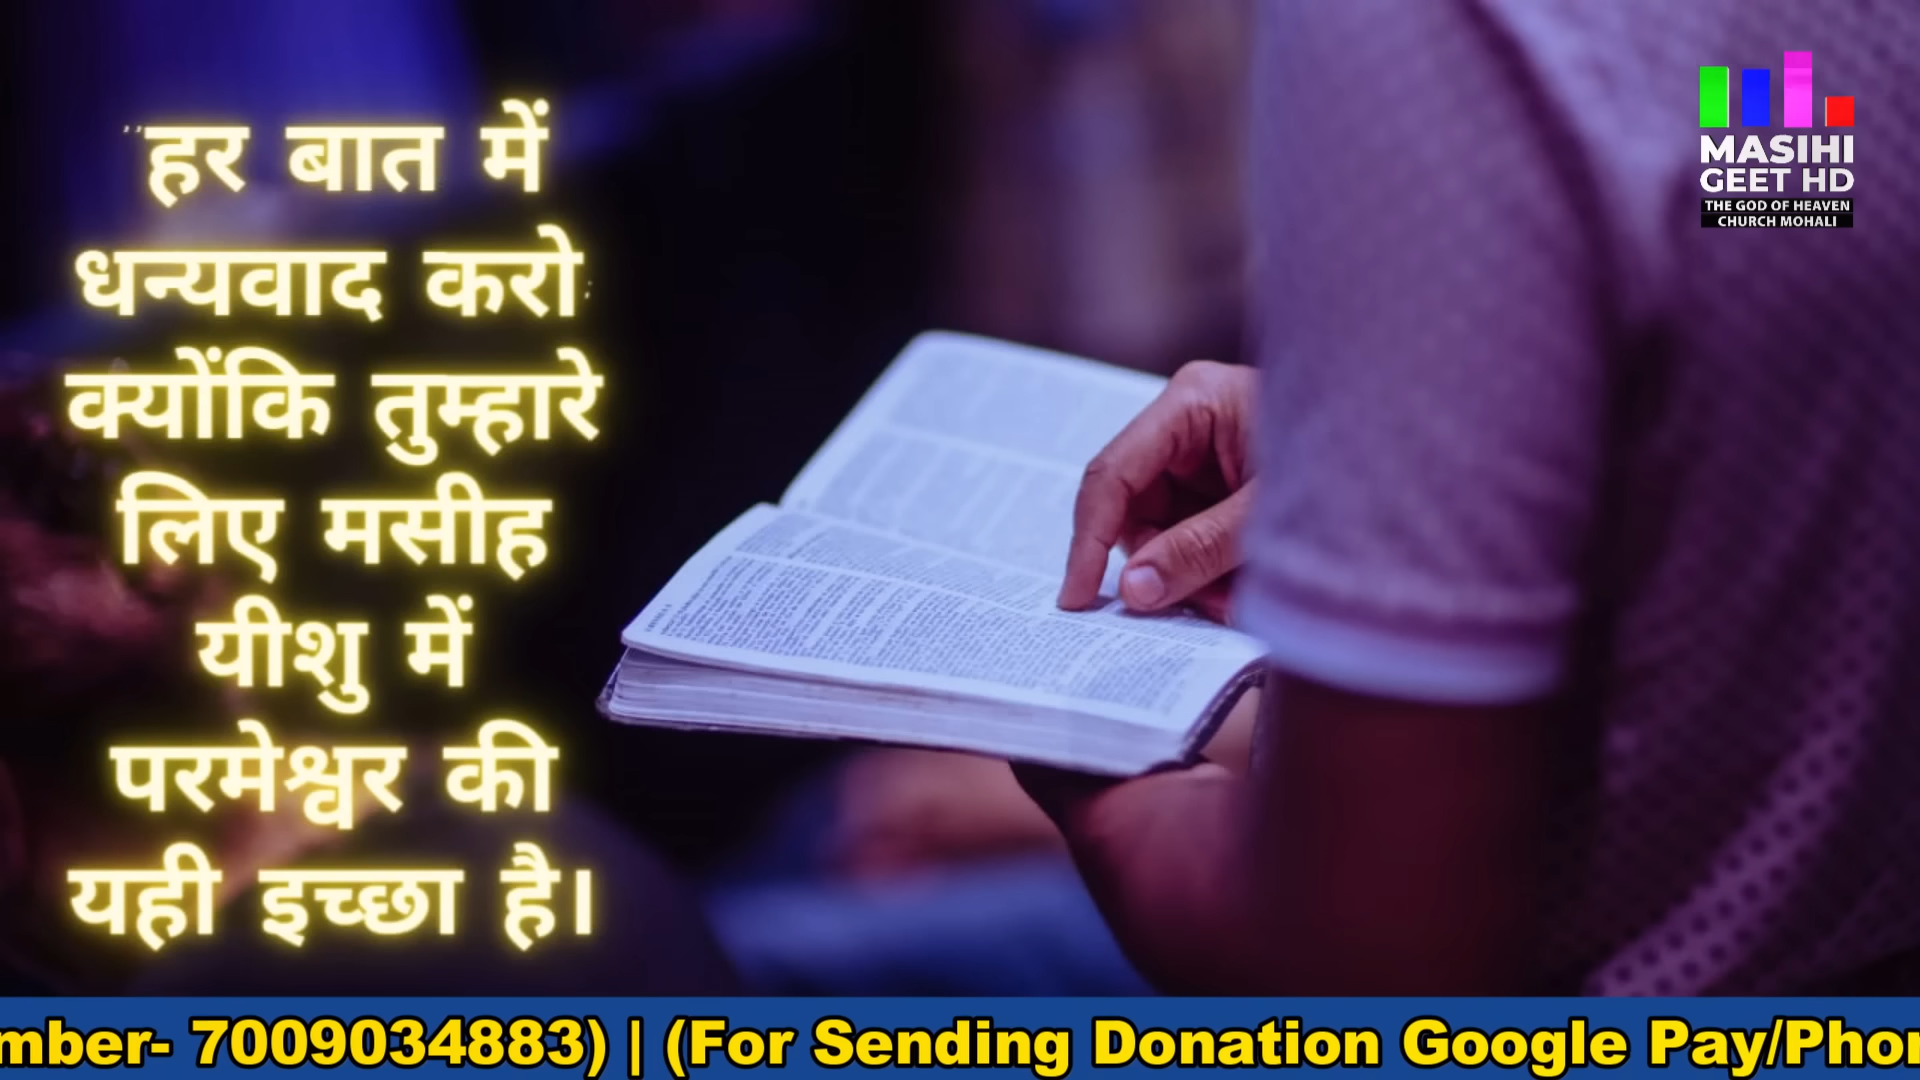 "हर बात में
धन्यवाद करो;
क्योंकि तुम्हारे
लिए मसीह
यीशु में
परमेश्वर की
यही इच्छा है।
MASIHI
GEET HD
THE GOD OF HEAVEN
CHURCH MOHALI
mber- 7009034883) | (For Sending Donation Google Pay/Phon